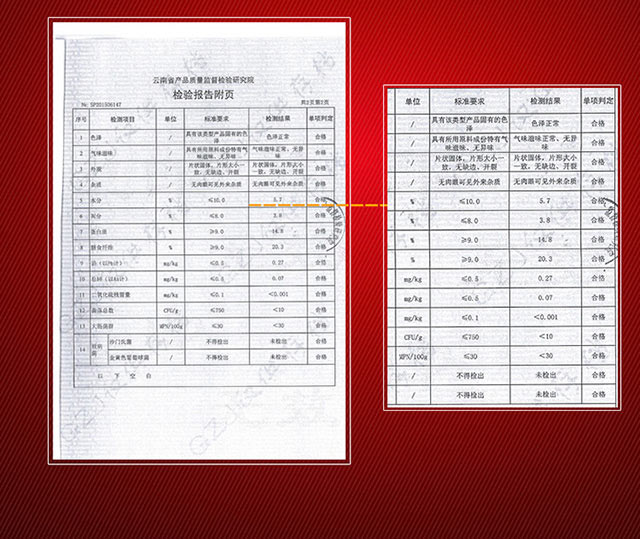 云南省产品质量监督检验研究院
检验报告附页
№ SP201506147 共2页第2页
序号 检测项目 单位 标准要求 检测结果 单项判定
1 色泽 / 具有该类型产品固有的色泽 色泽正常 合格
2 气味滋味 / 具有所用原料成份特有气味滋味,无异味 气味滋味正常、无异味 合格
3 外观 / 片状固体,片形大小一致,无缺边、开裂 片状固体,片形大小一致,无缺边、开裂 合格
4 杂质 / 无肉眼可见外来杂质 无肉眼可见外来杂质 合格
5 水分 % ≤10.0 5.7 合格
6 灰分 % ≤8.0 3.8 合格
7 蛋白质 % ≥9.0 14.8 合格
8 膳食纤维 % ≥9.0 20.3 合格
9 铅(以Pb计) mg/kg ≤0.5 0.27 合格
10 总砷(以As计) mg/kg ≤0.5 0.07 合格
11 二氧化硫残留量 mg/kg ≤0.1 <0.001 合格
12 菌落总数 CFU/g ≤750 <10 合格
13 大肠菌群 MPN/100g ≤30 <30 合格
14 致病菌 沙门氏菌 / 不得检出 未检出 合格
金黄色葡萄球菌 / 不得检出 未检出 合格
以 下 空 白
单位 标准要求 检测结果 单项判定
/ 具有该类型产品固有的色泽 色泽正常 合格
/ 具有所用原料成份特有气味滋味,无异味 气味滋味正常、无异味 合格
/ 片状固体,片形大小一致,无缺边、开裂 片状固体,片形大小一致,无缺边、开裂 合格
/ 无肉眼可见外来杂质 无肉眼可见外来杂质 合格
% ≤10.0 5.7 合格
% ≤8.0 3.8 合格
% ≥9.0 14.8 合格
% ≥9.0 20.3 合格
mg/kg ≤0.5 0.27 合格
mg/kg ≤0.5 0.07 合格
mg/kg ≤0.1 <0.001 合格
CFU/g ≤750 <10 合格
MPN/100g ≤30 <30 合格
/ 不得检出 未检出 合格
/ 不得检出 未检出 合格